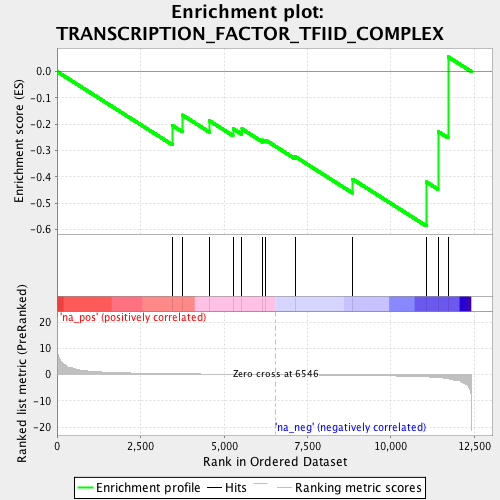 Enrichment plot:
TRANSCRIPTION_FACTOR_TFIID_COMPLEX
Enrichment score (ES)
0.0
-0.1
-0.2
-0.3
-0.4
-0.5
-0.6
Ranked list metric (PreRanked)
20
10
0
-10
-20
'na_pos' (positively correlated)
Zero cross at 6546
'na_neg' (negatively correlated)
0
2,500
5,000
7,500
10,000
12,500
Rank in Ordered Dataset
Enrichment profile
Hits
Ranking metric scores